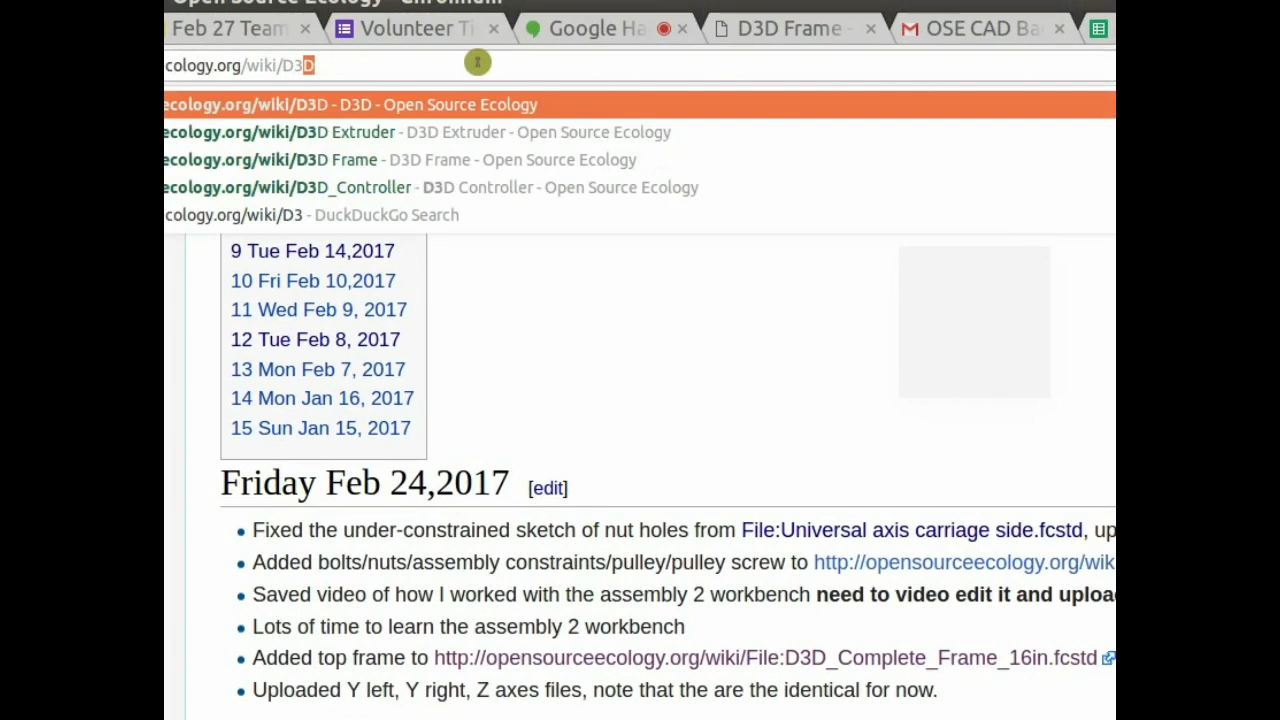 Open Source Ecology - Chromium
Feb 27 Team × Volunteer Ti × Google Ha × D3D Frame - × OSE CAD Ba ×
cology.org/wiki/D3D
ecology.org/wiki/D3D - D3D - Open Source Ecology
ecology.org/wiki/D3D Extruder - D3D Extruder - Open Source Ecology
ecology.org/wiki/D3D Frame - D3D Frame - Open Source Ecology
ecology.org/wiki/D3D_Controller - D3D Controller - Open Source Ecology
cology.org/wiki/D3 - DuckDuckGo Search
9 Tue Feb 14,2017
10 Fri Feb 10,2017
11 Wed Feb 9, 2017
12 Tue Feb 8, 2017
13 Mon Feb 7, 2017
14 Mon Jan 16, 2017
15 Sun Jan 15, 2017
Friday Feb 24,2017 [edit]
• Fixed the under-constrained sketch of nut holes from File:Universal axis carriage side.fcstd, up
• Added bolts/nuts/assembly constraints/pulley/pulley screw to http://opensourceecology.org/wik
• Saved video of how I worked with the assembly 2 workbench need to video edit it and uploa
• Lots of time to learn the assembly 2 workbench
• Added top frame to http://opensourceecology.org/wiki/File:D3D_Complete_Frame_16in.fcstd
• Uploaded Y left, Y right, Z axes files, note that the are the identical for now.